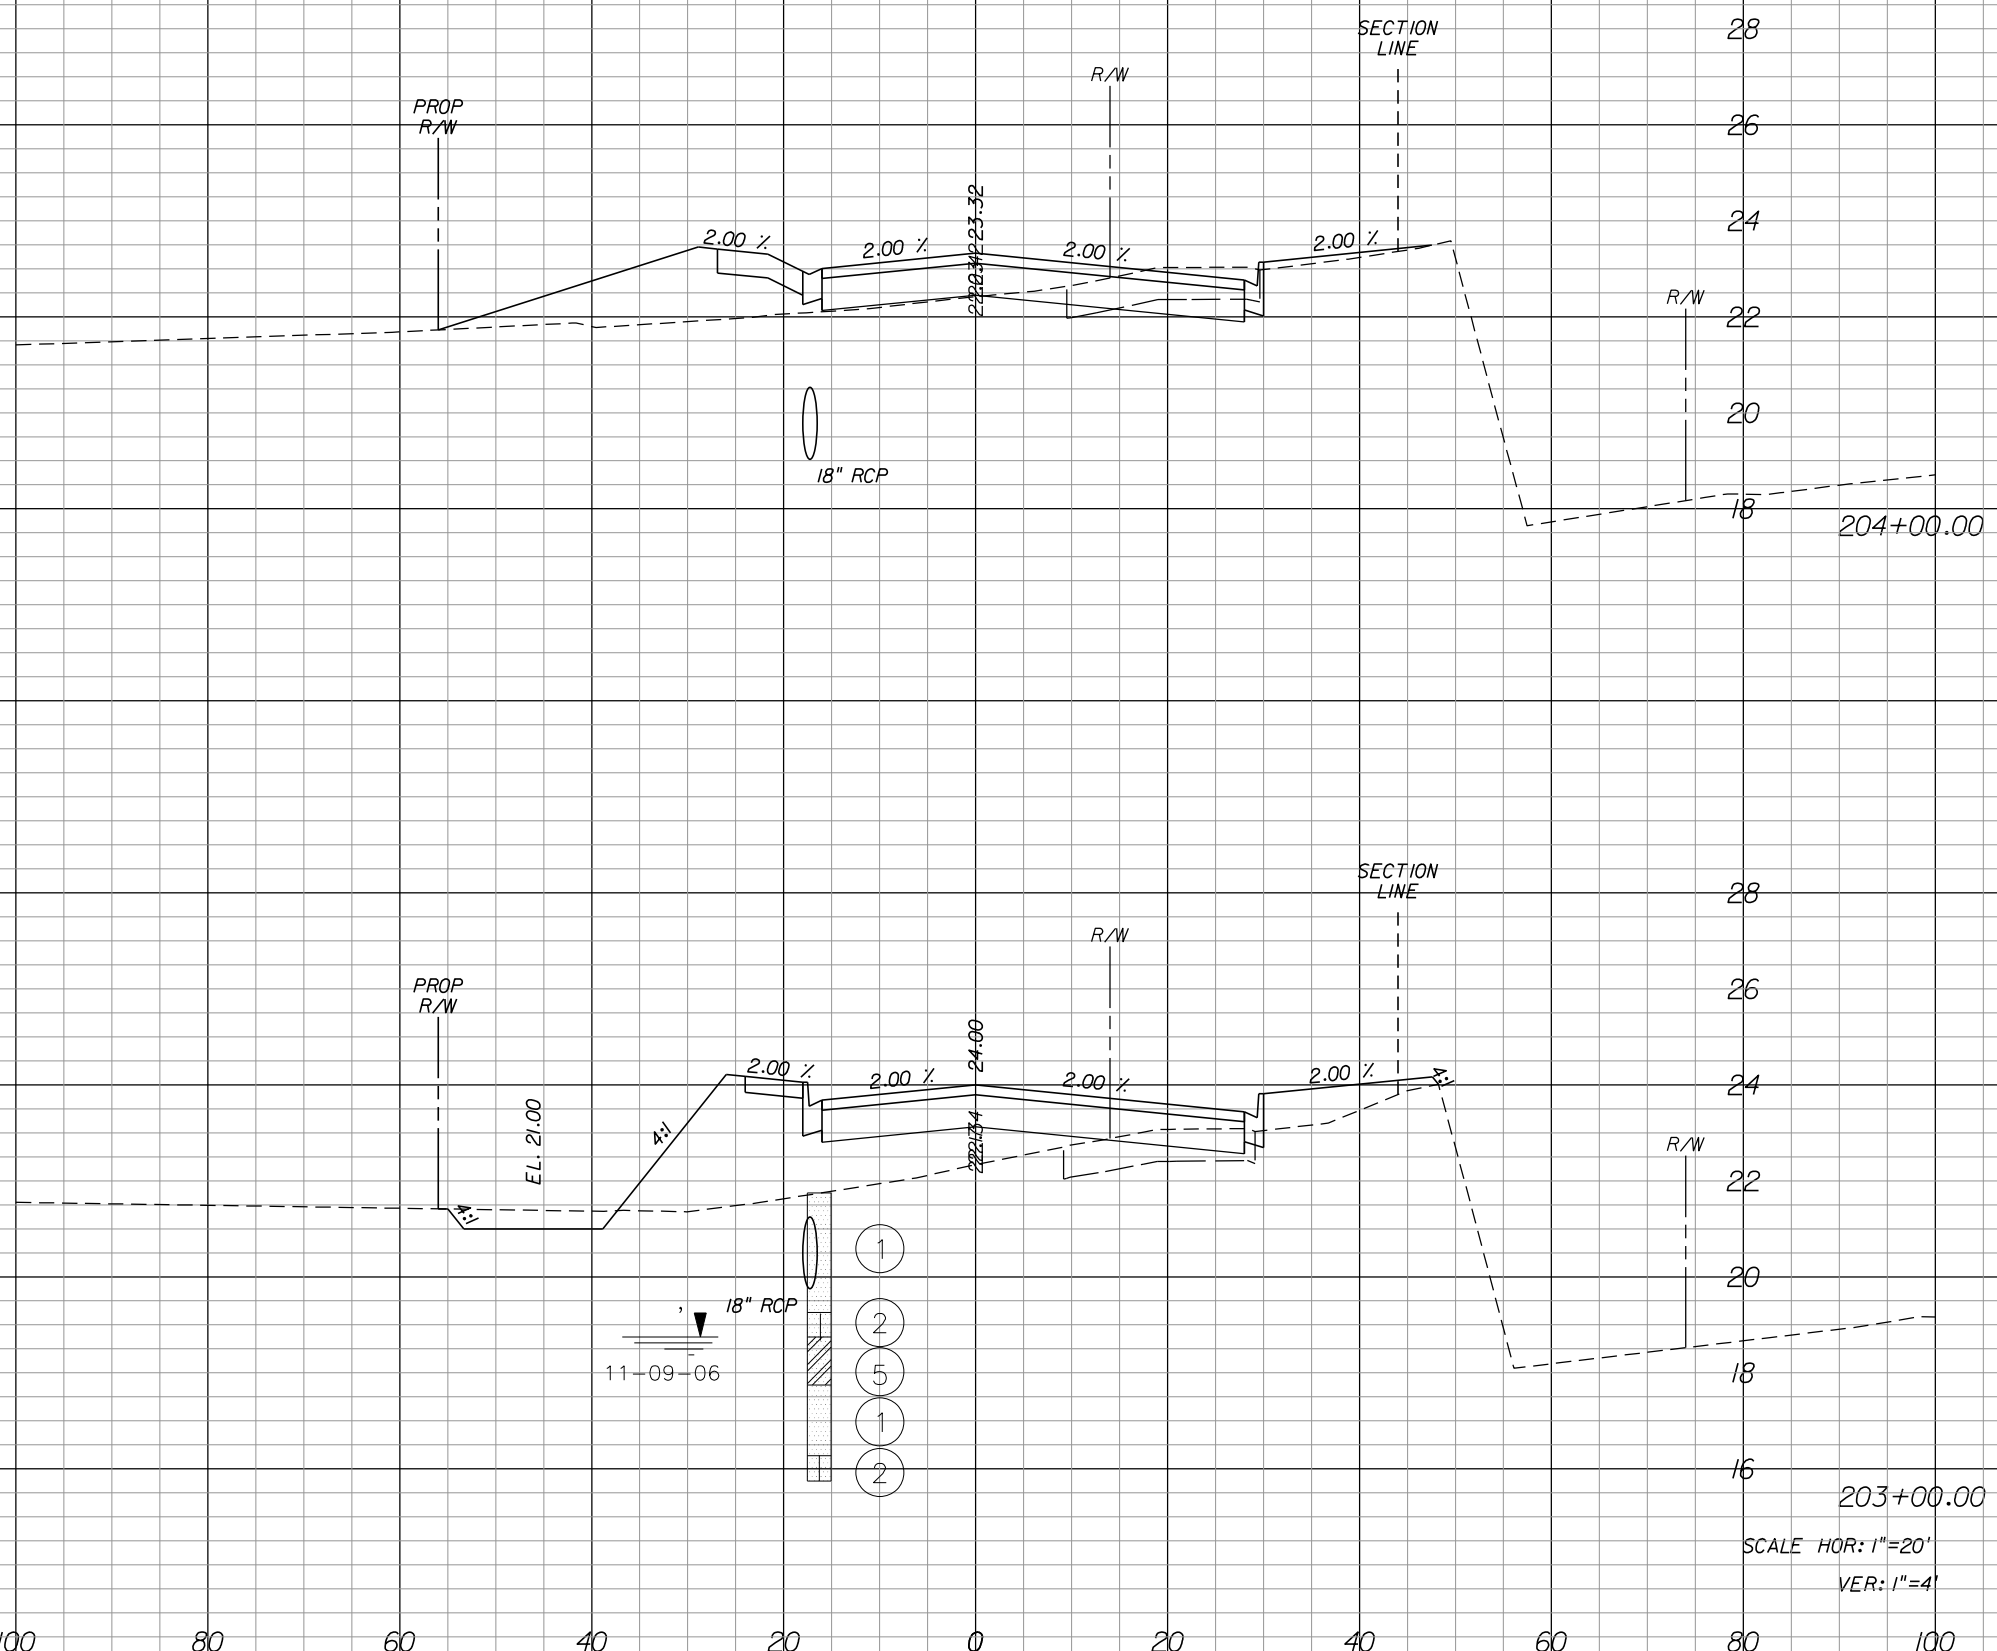 SECTION
LINE
28
R/W
PROP
R/W
26
24
23.32
2.00 %
2.00 %
2.00 %
2.00 %
R/W
22
20
18" RCP
18
204+00.00
SECTION
LINE
28
R/W
PROP
R/W
26
24.00
2.00 %
2.00 %
2.00 %
2.00 %
4:1
24
EL. 21.00
4:1
R/W
22
4:1
1
20
18" RCP
2
11-09-06
5
18
1
2
16
203+00.00
SCALE HOR: 1"=20'
VER: 1"=4'
100 80 60 40 20 0 20 40 60 80 100